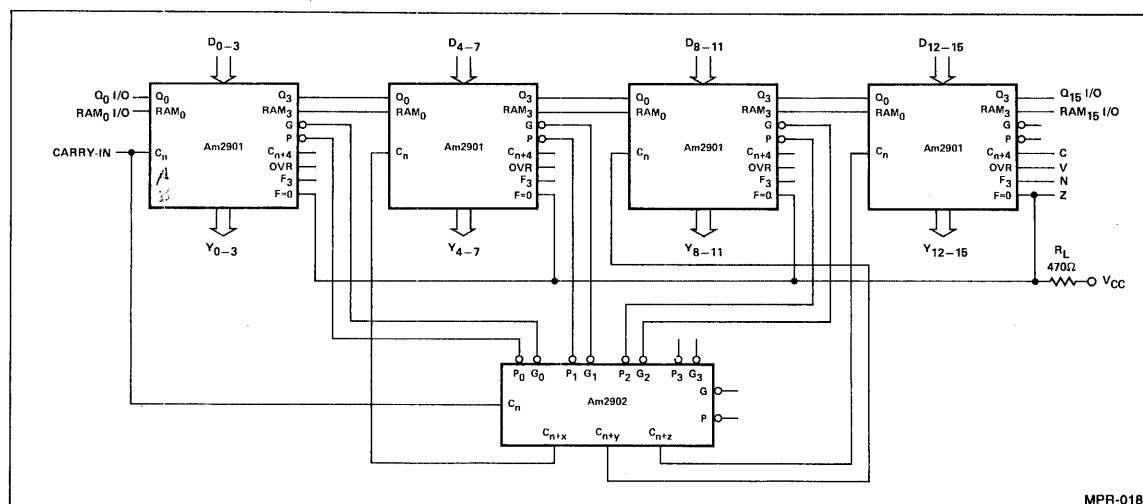 D0–3 D4–7 D8–11 D12–15
Q0 I/O Q0 Q3 Q0 Q3 Q0 Q3 Q0 Q3 Q15 I/O
RAM0 I/O RAM0 RAM3 RAM0 RAM3 RAM0 RAM3 RAM0 RAM3 RAM15 I/O
G G G G
P P P P
CARRY-IN Cn Am2901 Cn+4 Cn Am2901 Cn+4 Cn Am2901 Cn+4 Cn Am2901 Cn+4 C
OVR OVR OVR OVR V
F3 F3 F3 F3 N
F=0 F=0 F=0 F=0 Z
Y0–3 Y4–7 Y8–11 Y12–15
RL
470Ω
VCC
P0 G0 P1 G1 P2 G2 P3 G3
G
Cn Am2902
P
Cn+x Cn+y Cn+z
MPR-018